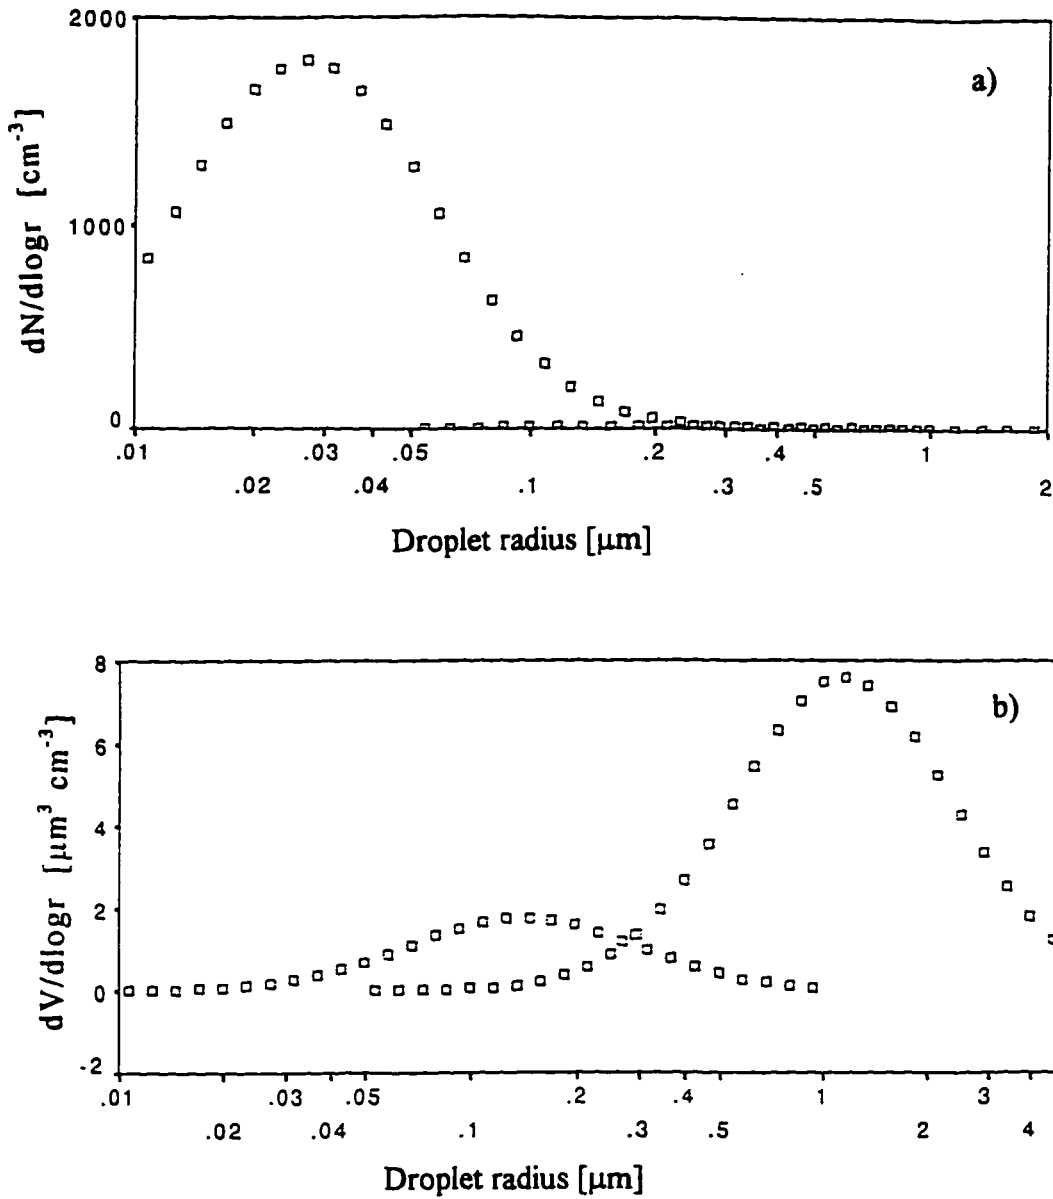 2000
a)
dN/dlogr [cm⁻³]
1000
0
.01 .03 .05 .2 .4 1
.02 .04 .1 .3 .5 2
Droplet radius [μm]
8
b)
6
dV/dlogr [μm³ cm⁻³]
4
2
0
-2
.01 .03 .05 .2 .4 1 3
.02 .04 .1 .3 .5 2 4
Droplet radius [μm]